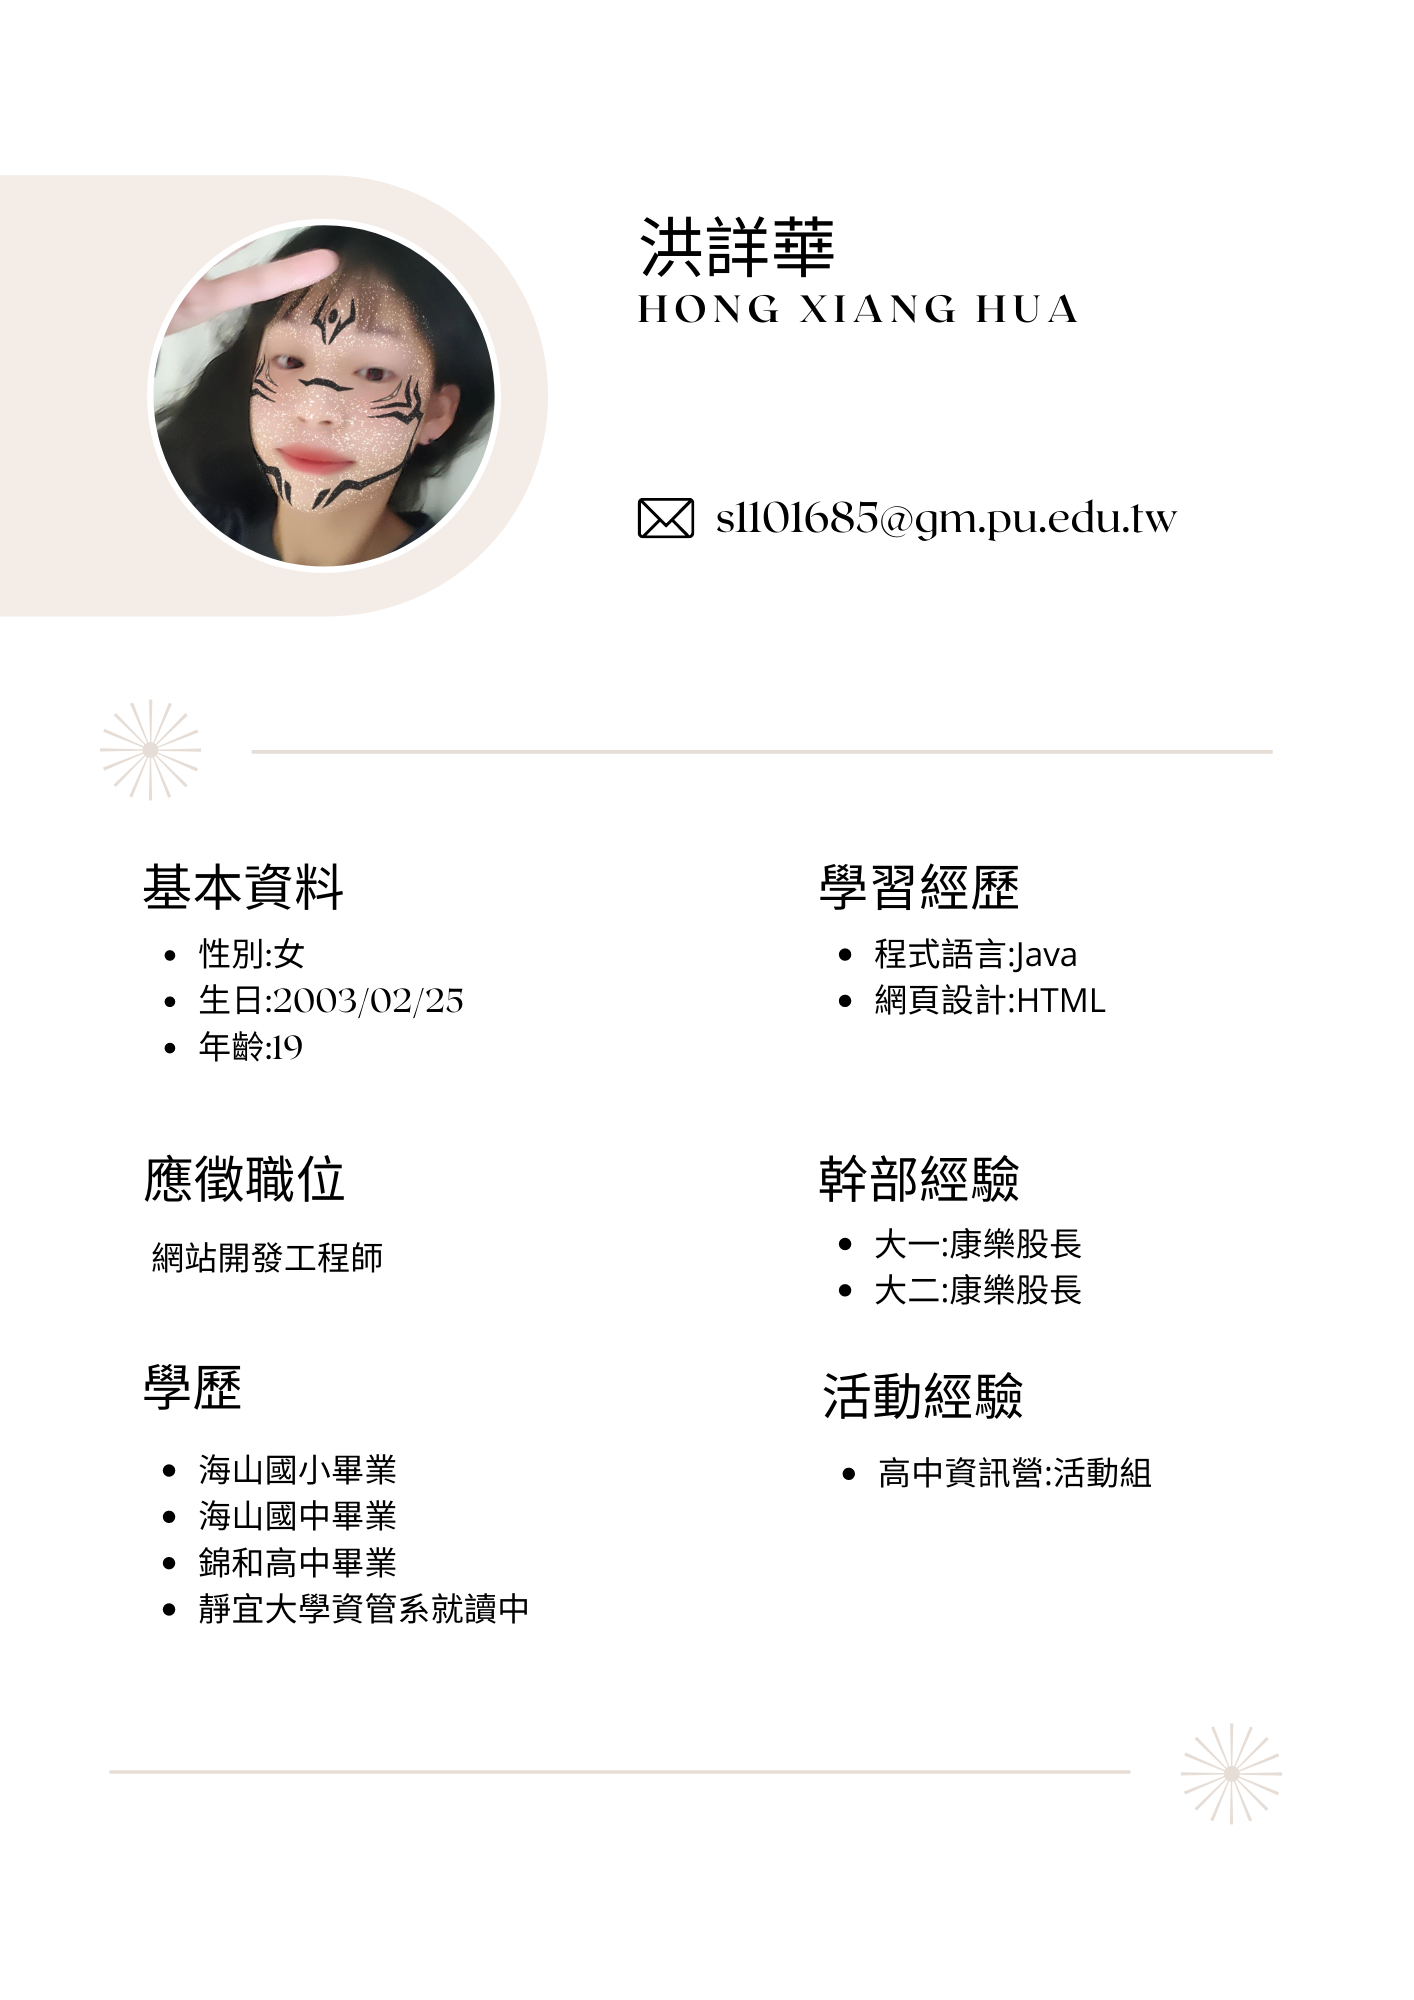 洪詳華
HONG XIANG HUA
s1101685@gm.pu.edu.tw
基本資料
• 性別:女
• 生日:2003/02/25
• 年齡:19
應徵職位
網站開發工程師
學歷
• 海山國小畢業
• 海山國中畢業
• 錦和高中畢業
• 靜宜大學資管系就讀中
學習經歷
• 程式語言:Java
• 網頁設計:HTML
幹部經驗
• 大一:康樂股長
• 大二:康樂股長
活動經驗
• 高中資訊營:活動組